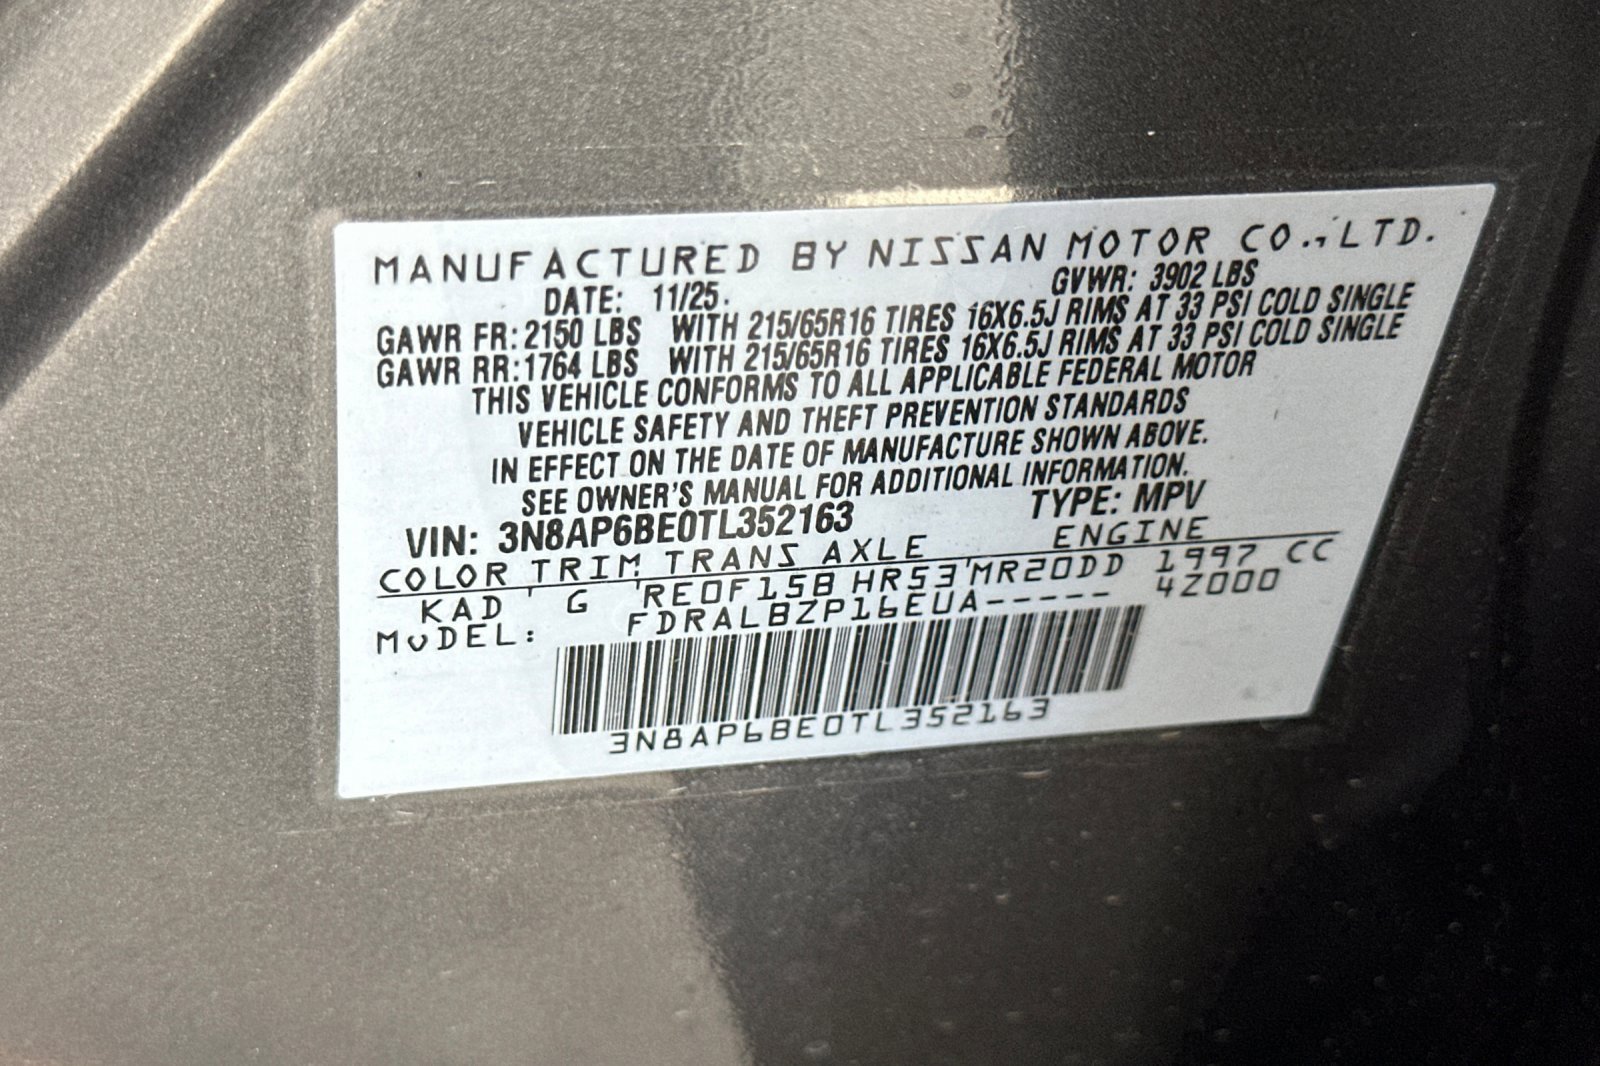 MANUFACTURED BY NISSAN MOTOR CO., LTD.
DATE: 11/25. GVWR: 3902 LBS
GAWR FR: 2150 LBS WITH 215/65R16 TIRES 16X6.5J RIMS AT 33 PSI COLD SINGLE
GAWR RR: 1764 LBS WITH 215/65R16 TIRES 16X6.5J RIMS AT 33 PSI COLD SINGLE
THIS VEHICLE CONFORMS TO ALL APPLICABLE FEDERAL MOTOR
VEHICLE SAFETY AND THEFT PREVENTION STANDARDS
IN EFFECT ON THE DATE OF MANUFACTURE SHOWN ABOVE.
SEE OWNER'S MANUAL FOR ADDITIONAL INFORMATION.
VIN: 3N8AP6BE0TL352163 TYPE: MPV
COLOR TRIM TRANS AXLE ENGINE
KAD G RE0F15B HR53 MR20DD 1997 CC
MODEL: FDRALBZP16EUA----- 4Z000
3N8AP6BE0TL352163